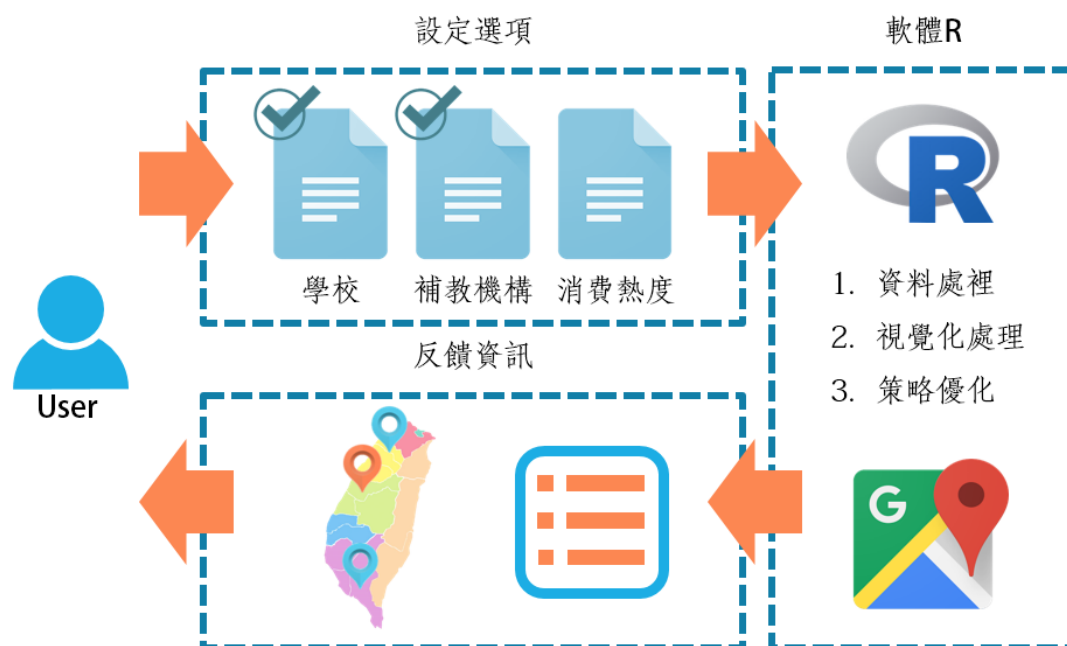 設定選項
軟體R
學校
補教機構
消費熱度
R
1. 資料處裡
2. 視覺化處理
3. 策略優化
User
反饋資訊
G